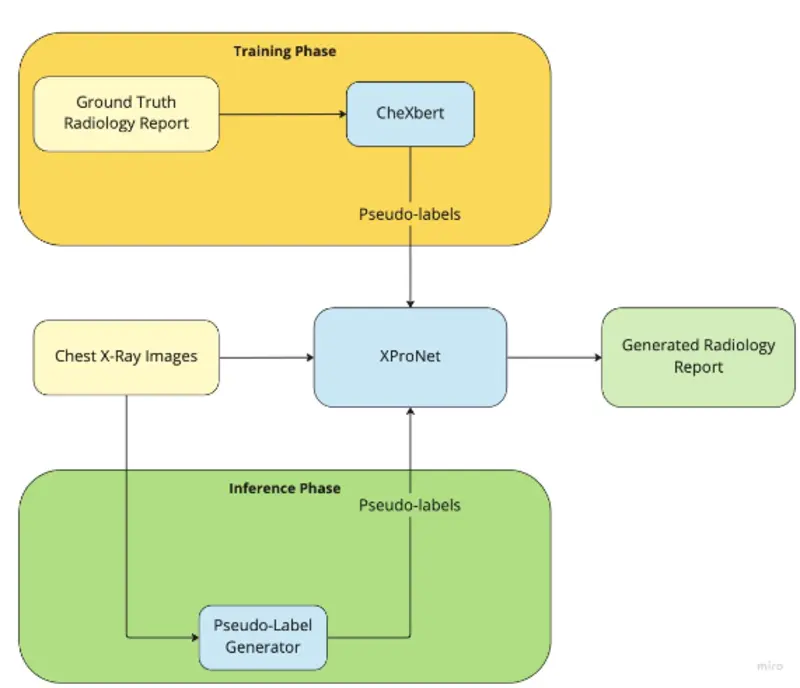 Training Phase
Ground Truth
Radiology Report
CheXbert
Pseudo-labels
Chest X-Ray Images
XProNet
Generated Radiology
Report
Inference Phase
Pseudo-labels
Pseudo-Label
Generator
miro